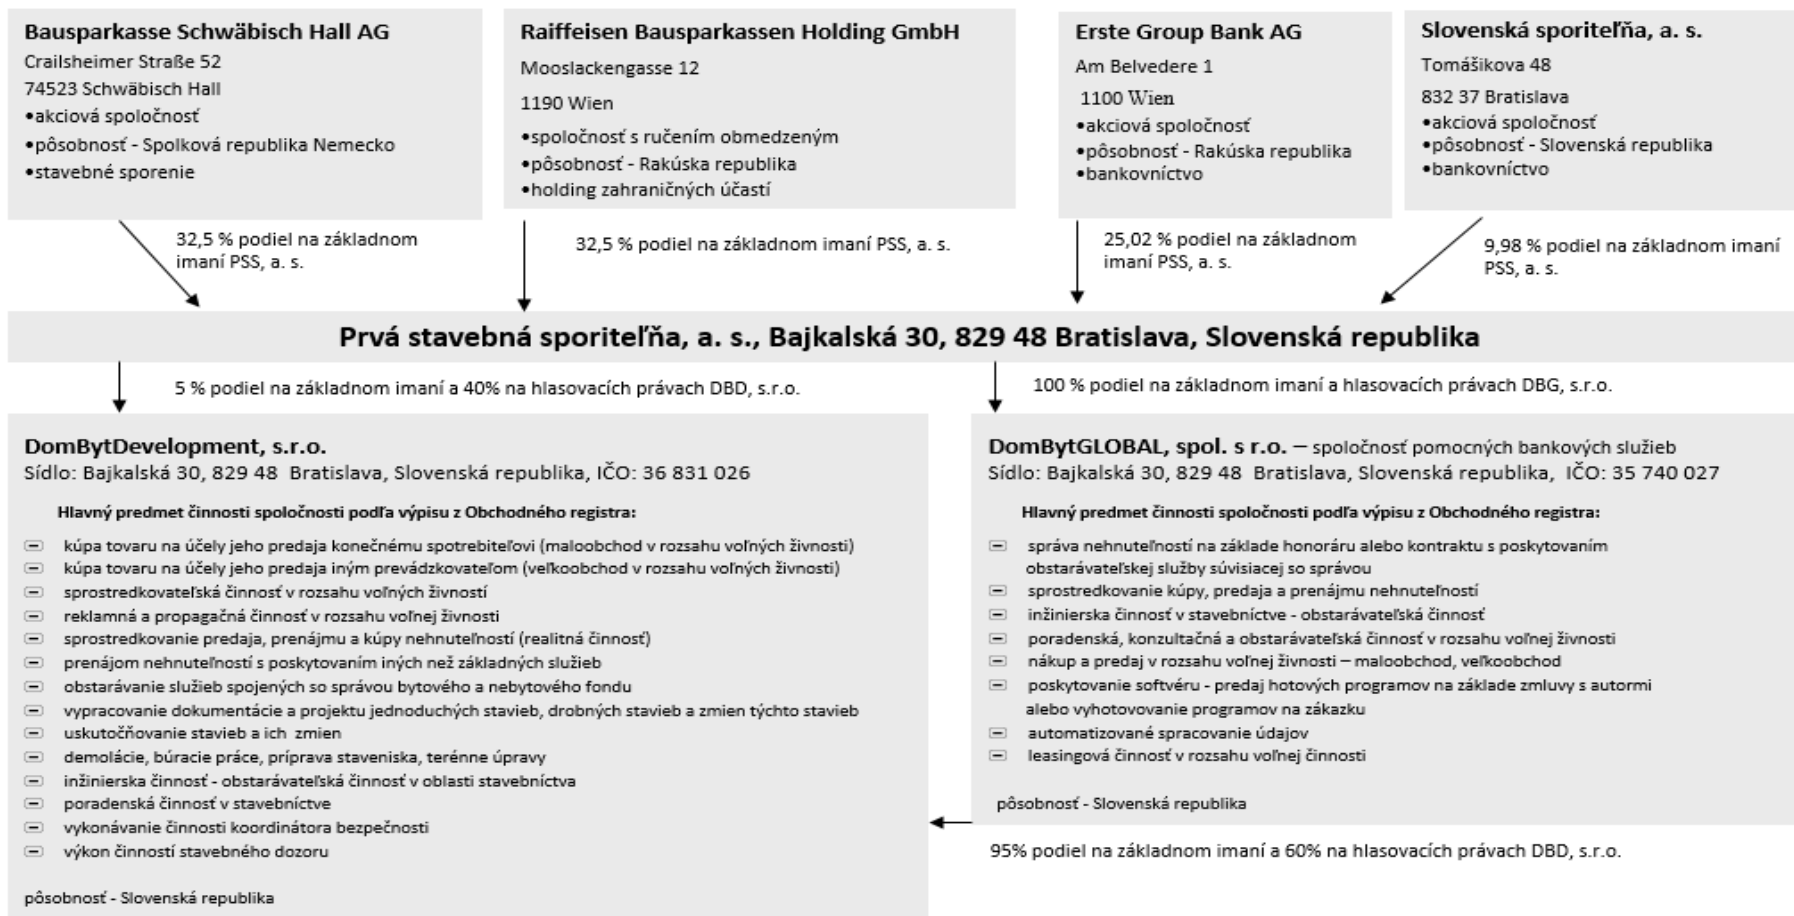 Bausparkasse Schwäbisch Hall AG
Crailsheimer Straße 52
74523 Schwäbisch Hall
•akciová spoločnosť
•pôsobnosť - Spolková republika Nemecko
•stavebné sporenie
Raiffeisen Bausparkassen Holding GmbH
Mooslackengasse 12
1190 Wien
•spoločnosť s ručením obmedzeným
•pôsobnosť - Rakúska republika
•holding zahraničných účastí
Erste Group Bank AG
Am Belvedere 1
1100 Wien
•akciová spoločnosť
•pôsobnosť - Rakúska republika
•bankovníctvo
Slovenská sporiteľňa, a. s.
Tomášikova 48
832 37 Bratislava
•akciová spoločnosť
•pôsobnosť - Slovenská republika
•bankovníctvo
32,5 % podiel na základnom
imaní PSS, a. s.
32,5 % podiel na základnom imaní PSS, a. s.
25,02 % podiel na základnom
imaní PSS, a. s.
9,98 % podiel na základnom imaní
PSS, a. s.
Prvá stavebná sporiteľňa, a. s., Bajkalská 30, 829 48 Bratislava, Slovenská republika
5 % podiel na základnom imaní a 40% na hlasovacích právach DBD, s.r.o.
100 % podiel na základnom imaní a hlasovacích právach DBG, s.r.o.
DomBytDevelopment, s.r.o.
Sídlo: Bajkalská 30, 829 48 Bratislava, Slovenská republika, IČO: 36 831 026
Hlavný predmet činnosti spoločnosti podľa výpisu z Obchodného registra:
kúpa tovaru na účely jeho predaja konečnému spotrebiteľovi (maloobchod v rozsahu voľných živnosti)
kúpa tovaru na účely jeho predaja iným prevádzkovateľom (veľkoobchod v rozsahu voľných živnosti)
sprostredkovateľská činnosť v rozsahu voľných živností
reklamná a propagačná činnosť v rozsahu voľnej živnosti
sprostredkovanie predaja, prenájmu a kúpy nehnuteľností (realitná činnosť)
prenájom nehnuteľností s poskytovaním iných než základných služieb
obstarávanie služieb spojených so správou bytového a nebytového fondu
vypracovanie dokumentácie a projektu jednoduchých stavieb, drobných stavieb a zmien týchto stavieb
uskutočňovanie stavieb a ich zmien
demolácie, búracie práce, príprava staveniska, terénne úpravy
inžinierska činnosť - obstarávateľská činnosť v oblasti stavebníctva
poradenská činnosť v stavebníctve
vykonávanie činnosti koordinátora bezpečnosti
výkon činností stavebného dozoru
pôsobnosť - Slovenská republika
DomBytGLOBAL, spol. s r.o. – spoločnosť pomocných bankových služieb
Sídlo: Bajkalská 30, 829 48 Bratislava, Slovenská republika, IČO: 35 740 027
Hlavný predmet činnosti spoločnosti podľa výpisu z Obchodného registra:
správa nehnuteľností na základe honoráru alebo kontraktu s poskytovaním
obstarávateľskej služby súvisiacej so správou
sprostredkovanie kúpy, predaja a prenájmu nehnuteľností
inžinierska činnosť v stavebníctve - obstarávateľská činnosť
poradenská, konzultačná a obstarávateľská činnosť v rozsahu voľnej živnosti
nákup a predaj v rozsahu voľnej živnosti – maloobchod, veľkoobchod
poskytovanie softvéru - predaj hotových programov na základe zmluvy s autormi
alebo vyhotovovanie programov na zákazku
automatizované spracovanie údajov
leasingová činnosť v rozsahu voľnej činnosti
pôsobnosť - Slovenská republika
95% podiel na základnom imaní a 60% na hlasovacích právach DBD, s.r.o.